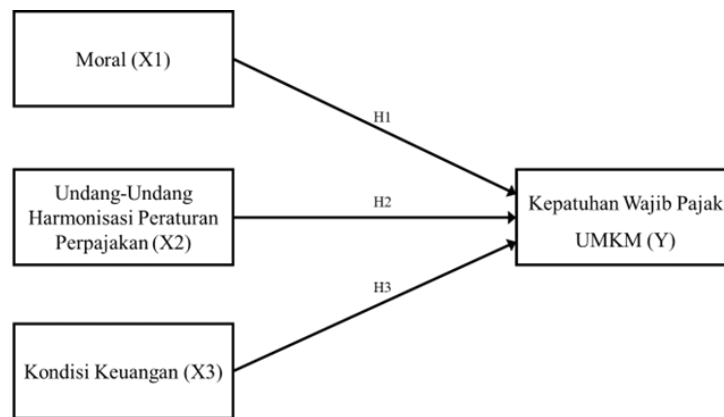 Moral (X1)
H1
Undang-Undang
Harmonisasi Peraturan
Perpajakan (X2)
H2
Kepatuhan Wajib Pajak
UMKM (Y)
H3
Kondisi Keuangan (X3)